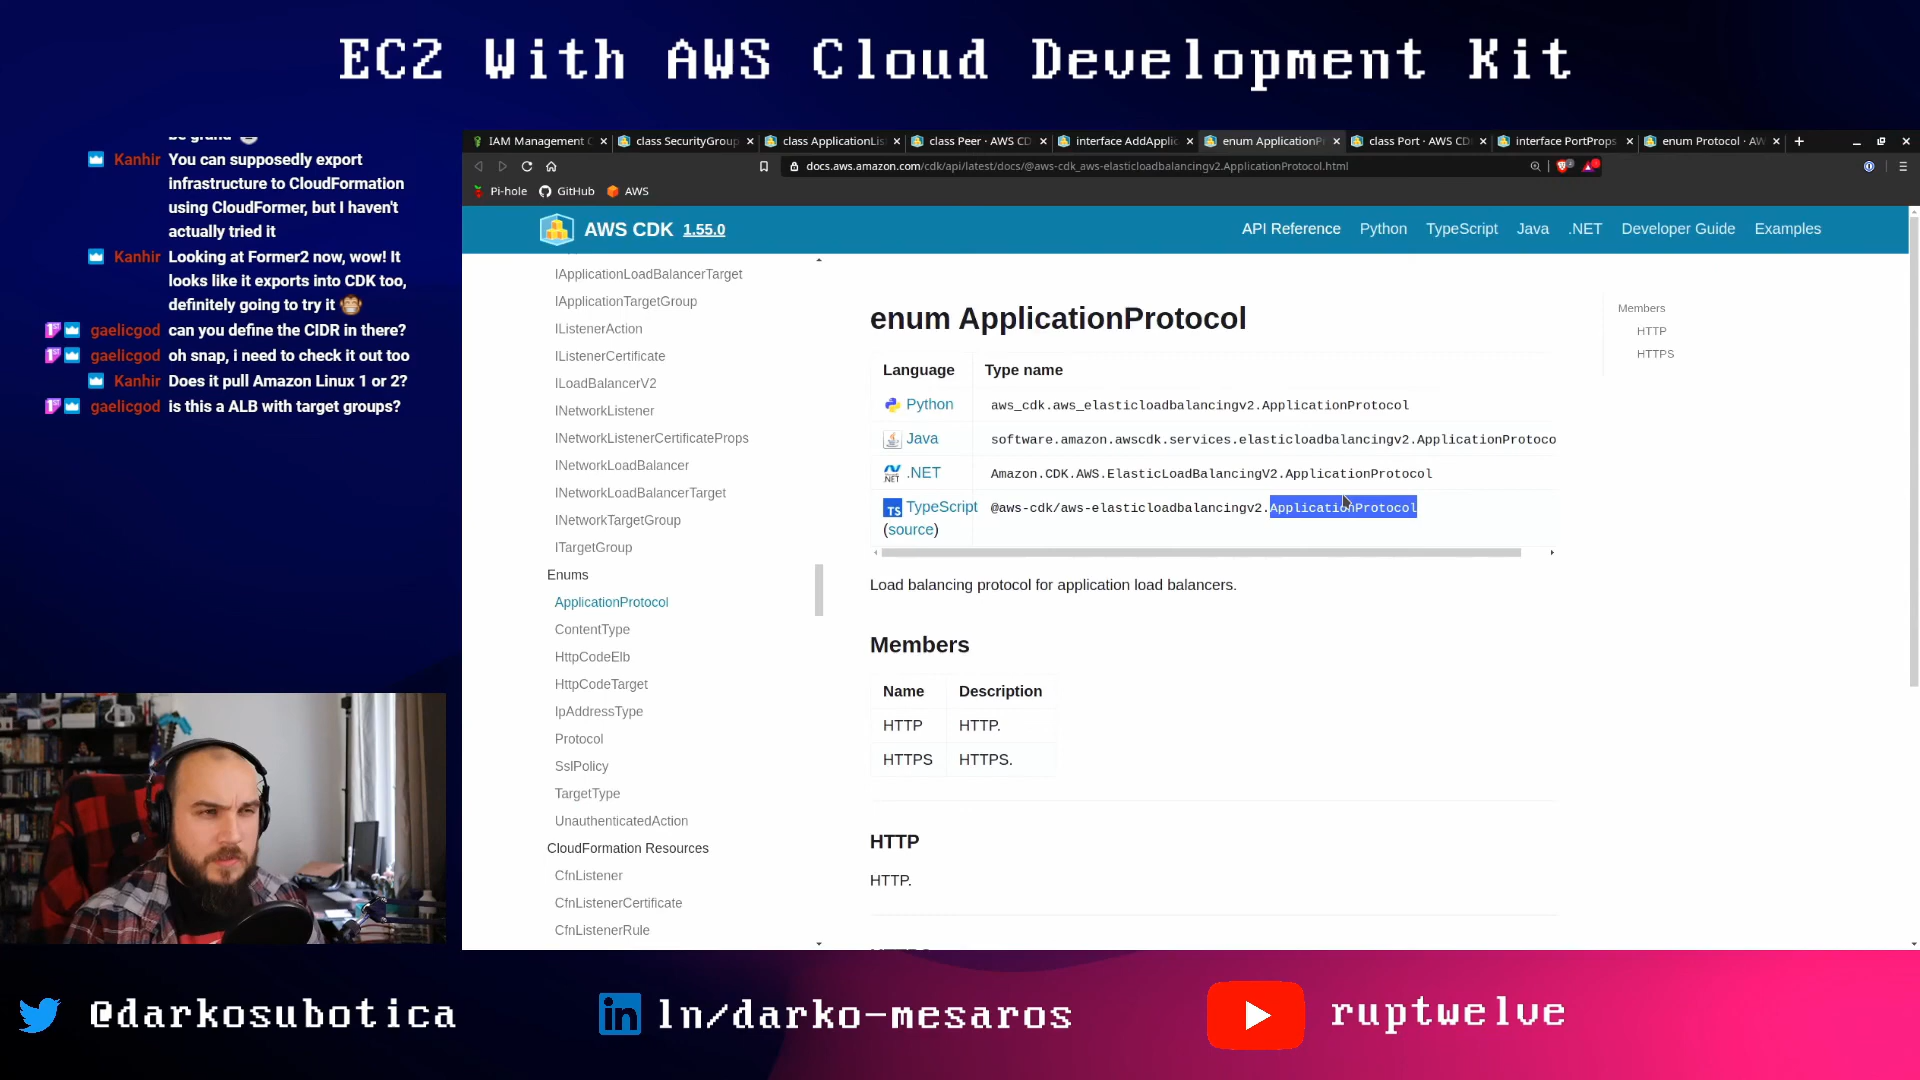 EC2 With AWS Cloud Development Kit
Kanhir You can supposedly export
infrastructure to CloudFormation
using CloudFormer, but I haven't
actually tried it
Kanhir Looking at Former2 now, wow! It
looks like it exports into CDK too,
definitely going to try it
gaelicgod can you define the CIDR in there?
gaelicgod oh snap, i need to check it out too
Kanhir Does it pull Amazon Linux 1 or 2?
gaelicgod is this a ALB with target groups?
IAM Management C
class SecurityGroup
class ApplicationLis
class Peer · AWS CD
interface AddApplic
enum ApplicationPr
class Port · AWS CD
interface PortProps
enum Protocol · AW
docs.aws.amazon.com/cdk/api/latest/docs/@aws-cdk_aws-elasticloadbalancingv2.ApplicationProtocol.html
Pi-hole GitHub AWS
AWS CDK 1.55.0
API Reference Python TypeScript Java .NET Developer Guide Examples
IApplicationLoadBalancerTarget
IApplicationTargetGroup
IListenerAction
IListenerCertificate
ILoadBalancerV2
INetworkListener
INetworkListenerCertificateProps
INetworkLoadBalancer
INetworkLoadBalancerTarget
INetworkTargetGroup
ITargetGroup
Enums
ApplicationProtocol
ContentType
HttpCodeElb
HttpCodeTarget
IpAddressType
Protocol
SslPolicy
TargetType
UnauthenticatedAction
CloudFormation Resources
CfnListener
CfnListenerCertificate
CfnListenerRule
enum ApplicationProtocol
Language Type name
Python aws_cdk.aws_elasticloadbalancingv2.ApplicationProtocol
Java software.amazon.awscdk.services.elasticloadbalancingv2.ApplicationProtoco
.NET Amazon.CDK.AWS.ElasticLoadBalancingV2.ApplicationProtocol
TypeScript @aws-cdk/aws-elasticloadbalancingv2.ApplicationProtocol
(source)
Load balancing protocol for application load balancers.
Members
Name Description
HTTP HTTP.
HTTPS HTTPS.
HTTP
HTTP.
Members
HTTP
HTTPS
@darkosubotica
in ln/darko-mesaros
ruptwelve